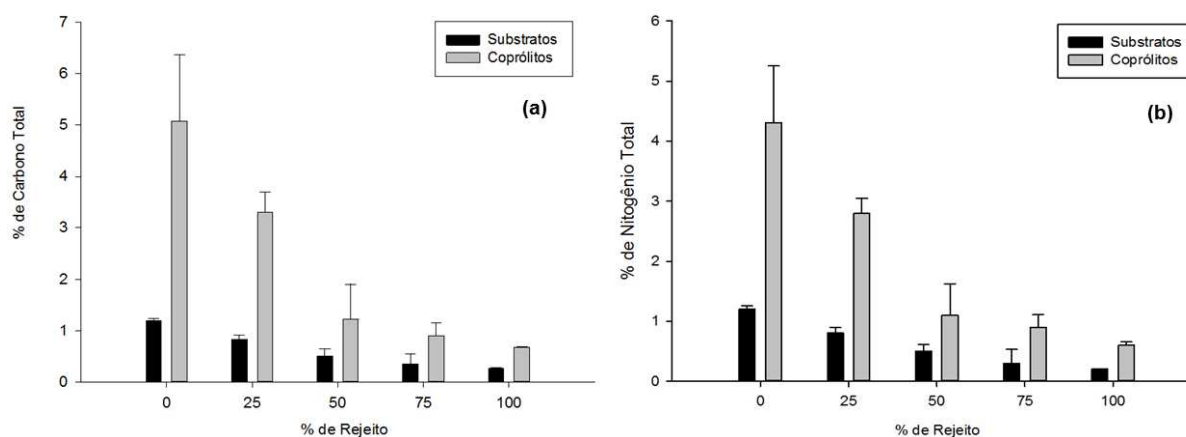 7
6
5
4
3
2
1
0
% de Carbono Total
Substratos
Coprólitos
(a)
0 25 50 75 100
% de Rejeito
6
5
4
3
2
1
0
% de Nitogênio Total
Substratos
Coprólitos
(b)
0 25 50 75 100
% de Rejeito